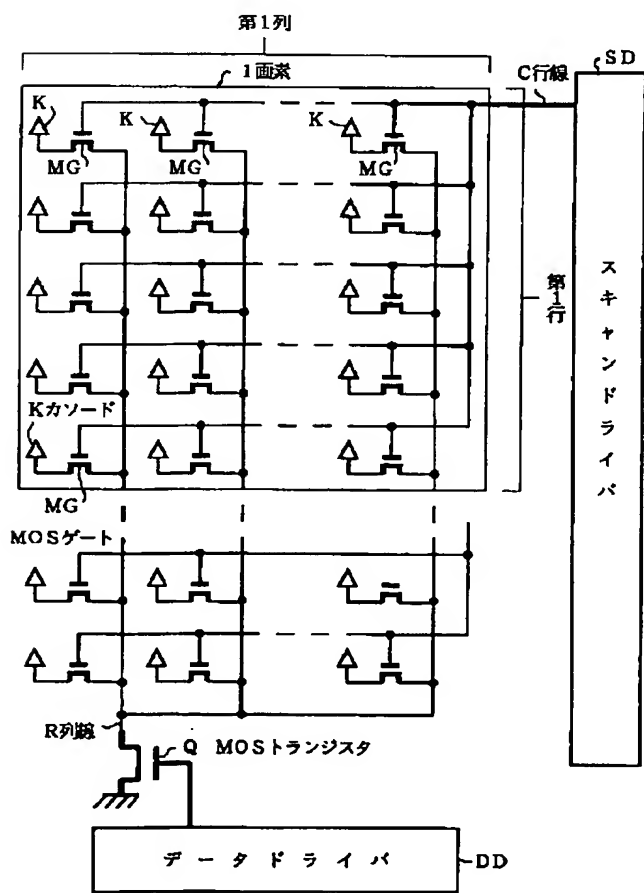 第1列
SD
1画素
C行線
K
K
K
MG
MG
MG
スキャンドライバ
第1行
Kカソード
MG
MOSゲート
R列線
Q MOSトランジスタ
データドライバ
DD